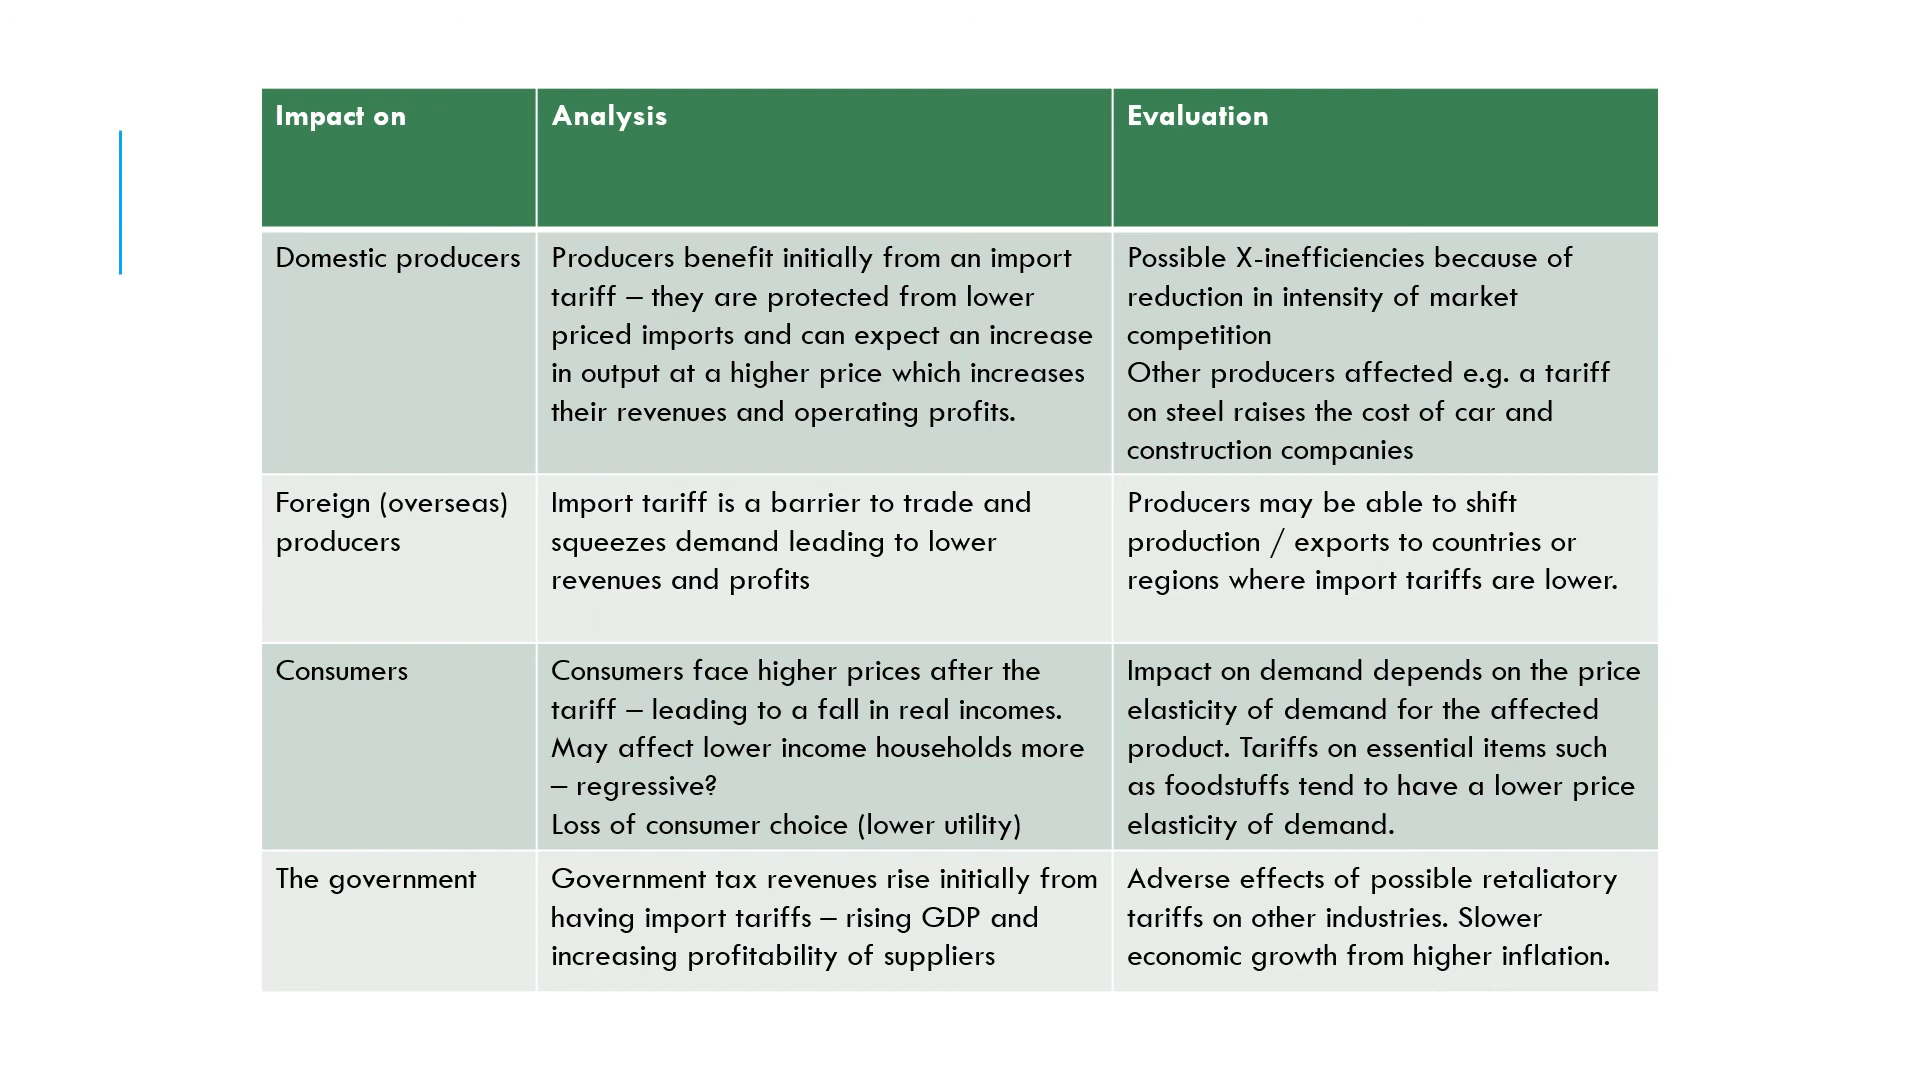 Impact on
Analysis
Evaluation
Domestic producers
Producers benefit initially from an import
tariff – they are protected from lower
priced imports and can expect an increase
in output at a higher price which increases
their revenues and operating profits.
Possible X-inefficiencies because of
reduction in intensity of market
competition
Other producers affected e.g. a tariff
on steel raises the cost of car and
construction companies
Foreign (overseas)
producers
Import tariff is a barrier to trade and
squeezes demand leading to lower
revenues and profits
Producers may be able to shift
production / exports to countries or
regions where import tariffs are lower.
Consumers
Consumers face higher prices after the
tariff – leading to a fall in real incomes.
May affect lower income households more
– regressive?
Loss of consumer choice (lower utility)
Impact on demand depends on the price
elasticity of demand for the affected
product. Tariffs on essential items such
as foodstuffs tend to have a lower price
elasticity of demand.
The government
Government tax revenues rise initially from
having import tariffs – rising GDP and
increasing profitability of suppliers
Adverse effects of possible retaliatory
tariffs on other industries. Slower
economic growth from higher inflation.